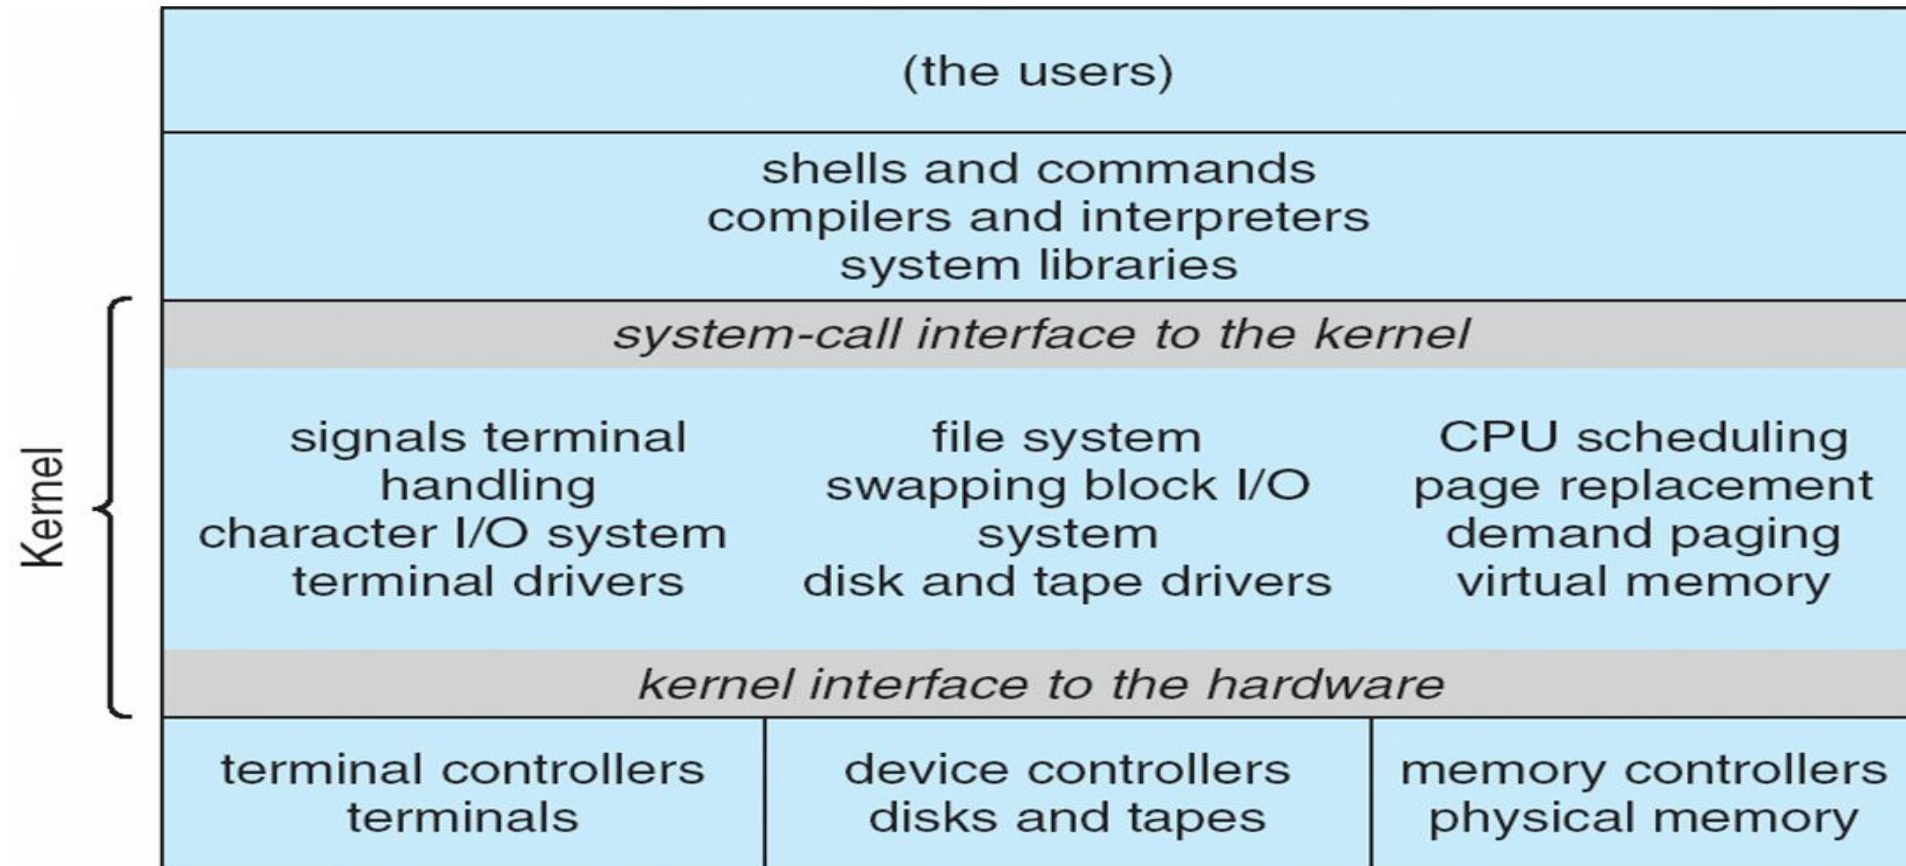 (the users)
shells and commands
compilers and interpreters
system libraries
Kernel
system-call interface to the kernel
signals terminal
handling
character I/O system
terminal drivers
file system
swapping block I/O
system
disk and tape drivers
CPU scheduling
page replacement
demand paging
virtual memory
kernel interface to the hardware
terminal controllers
terminals
device controllers
disks and tapes
memory controllers
physical memory